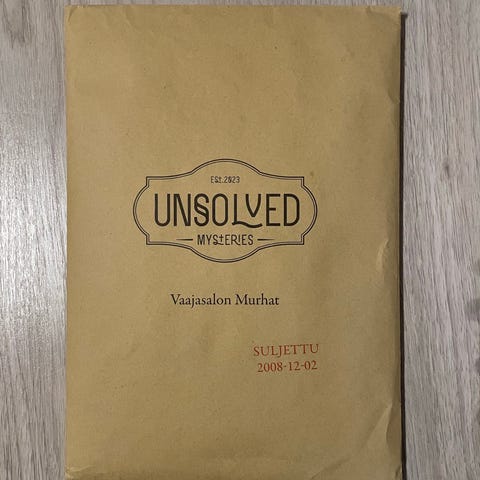 Est.2023
UNSOLVED
MYStERiES
Vaajasalon Murhat
SULJETTU
2008-12-02